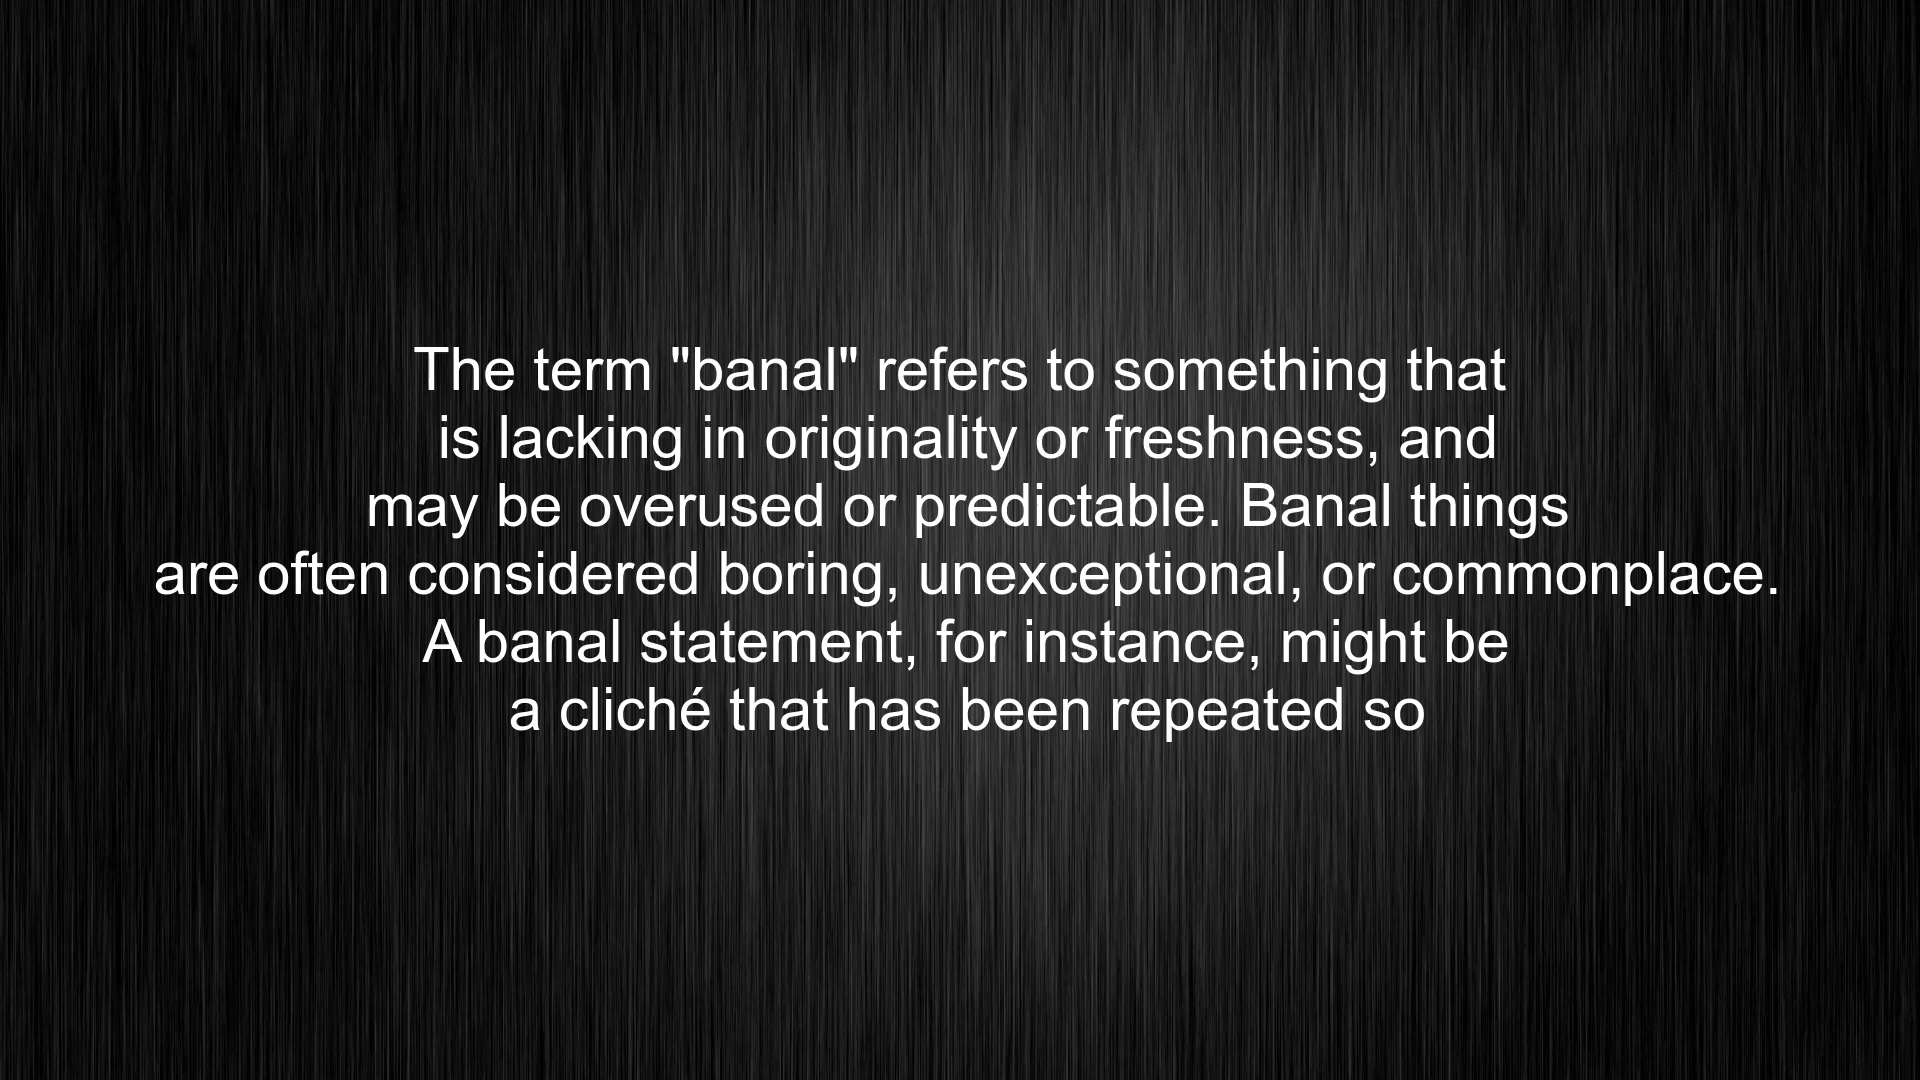 The term "banal" refers to something that
is lacking in originality or freshness, and
may be overused or predictable. Banal things
are often considered boring, unexceptional, or commonplace.
A banal statement, for instance, might be
a cliché that has been repeated so